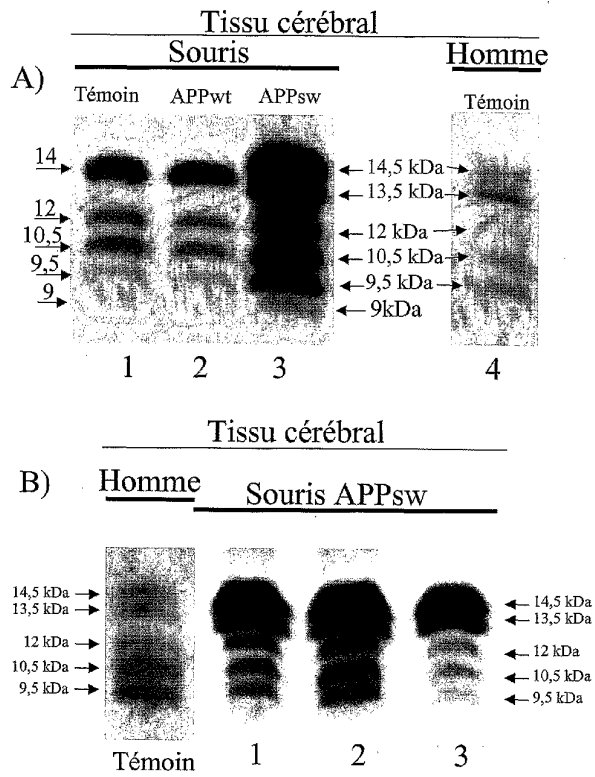 Tissu cérébral
Souris
Homme
A)
Témoin APPwt APPsw
Témoin
14
14,5 kDa
13,5 kDa
12
12 kDa
10,5
10,5 kDa
9,5
9,5 kDa
9
9kDa
1 2 3 4
Tissu cérébral
B)
Homme
Souris APPsw
14,5 kDa
14,5 kDa
13,5 kDa
13,5 kDa
12 kDa
12 kDa
10,5 kDa
10,5 kDa
9,5 kDa
9,5 kDa
Témoin 1 2 3